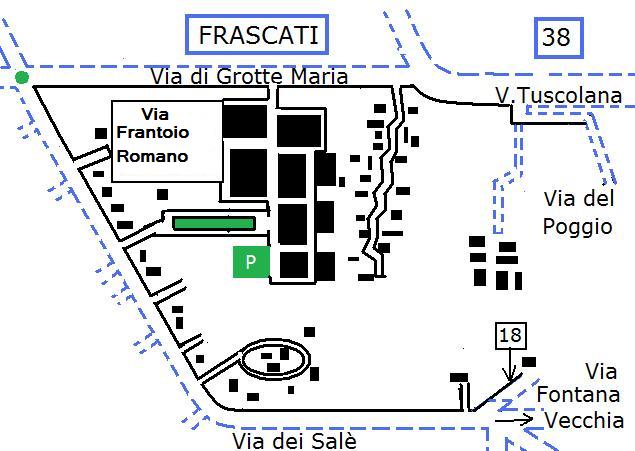 FRASCATI
38
Via di Grotte Maria
V.Tuscolana
Via
Frantoio
Romano
Via del
Poggio
P
18
Via
Fontana
Vecchia
Via dei Salè